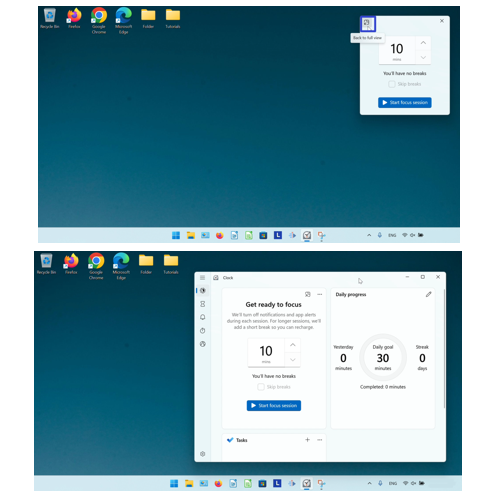 Recycle Bin
Firefox
Google Chrome
Microsoft Edge
Folder
Tutorials
Back to full view
10
mins
You'll have no breaks
Skip breaks
Start focus session
ENG
Recycle Bin
Firefox
Google Chrome
Microsoft Edge
Folder
Tutorials
Clock
Get ready to focus
We'll turn off notifications and app alerts
during each session. For longer sessions, we'll
add a short break so you can recharge.
10
mins
You'll have no breaks
Skip breaks
Start focus session
Tasks
Daily progress
Yesterday
0
minutes
Daily goal
30
minutes
Streak
0
days
Completed: 0 minutes
ENG